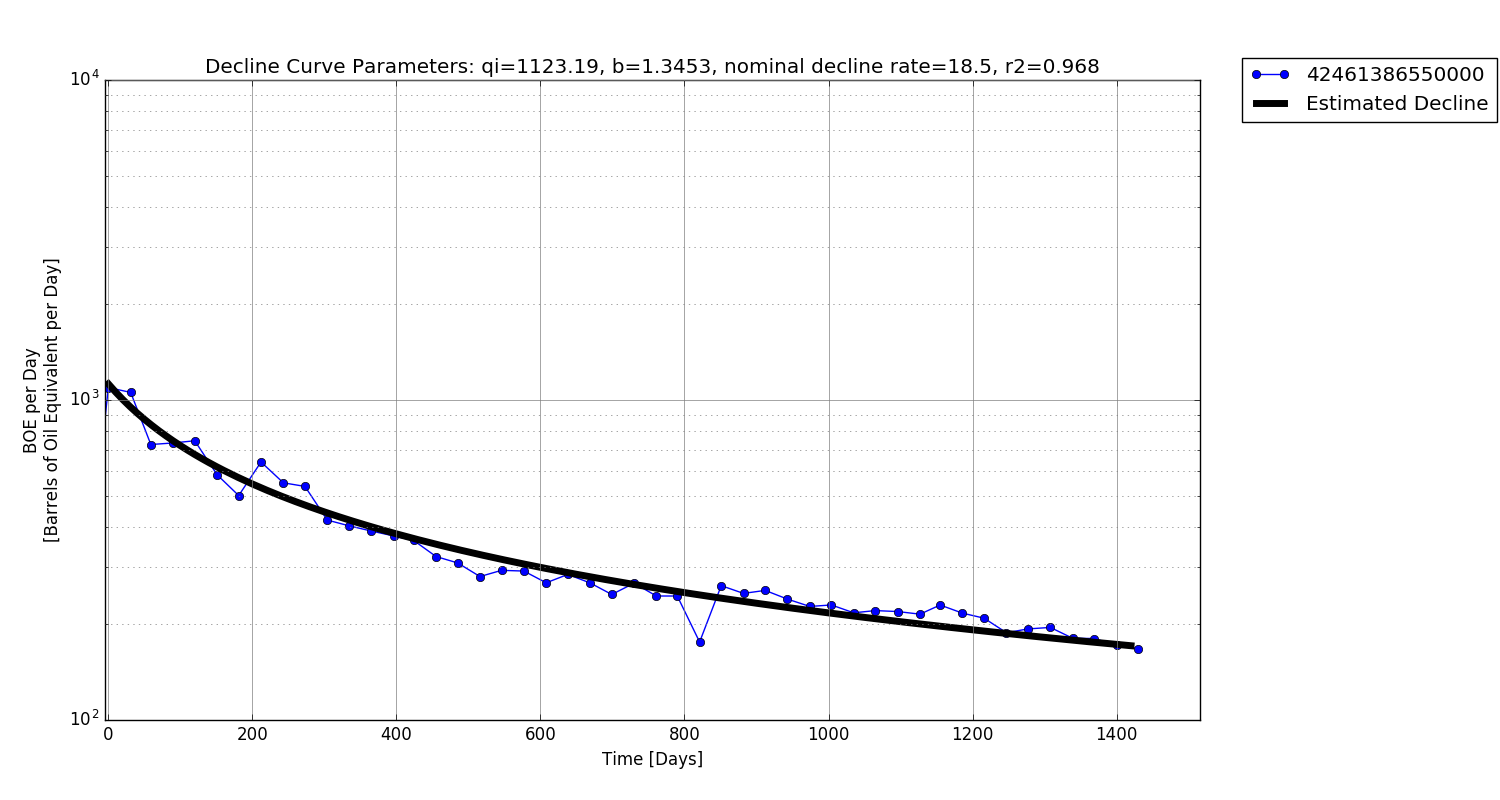 Decline Curve Parameters: qi=1123.19, b=1.3453, nominal decline rate=18.5, r2=0.968
42461386550000
Estimated Decline
BOE per Day
[Barrels of Oil Equivalent per Day]
10^4
10^3
10^2
0 200 400 600 800 1000 1200 1400
Time [Days]